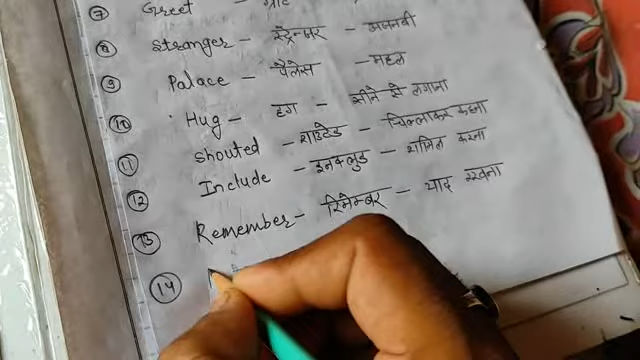 ⑦ Greet - ग्रीट
⑧ Stranger - स्ट्रेन्जर - अजनबी
⑨ Palace - पैलेस - महल
⑩ Hug - हग - सीने से लगाना
⑪ shouted - शाउटेड - चिल्लाकर कहना
⑫ Include - इनक्लुड - शामिल करना
⑬ Remember - रिमेम्बर - याद रखना
⑭